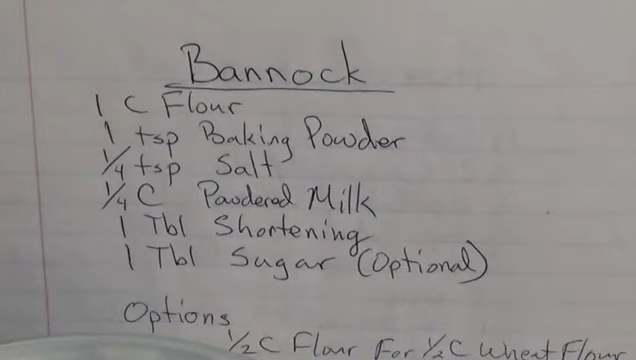 Bannock
1 C Flour
1 tsp Baking Powder
1/4 tsp Salt
1/4 C Powdered Milk
1 Tbl Shortening
1 Tbl Sugar (Optional)
Options
1/2 C Flour For 1/2 C Wheat Flour